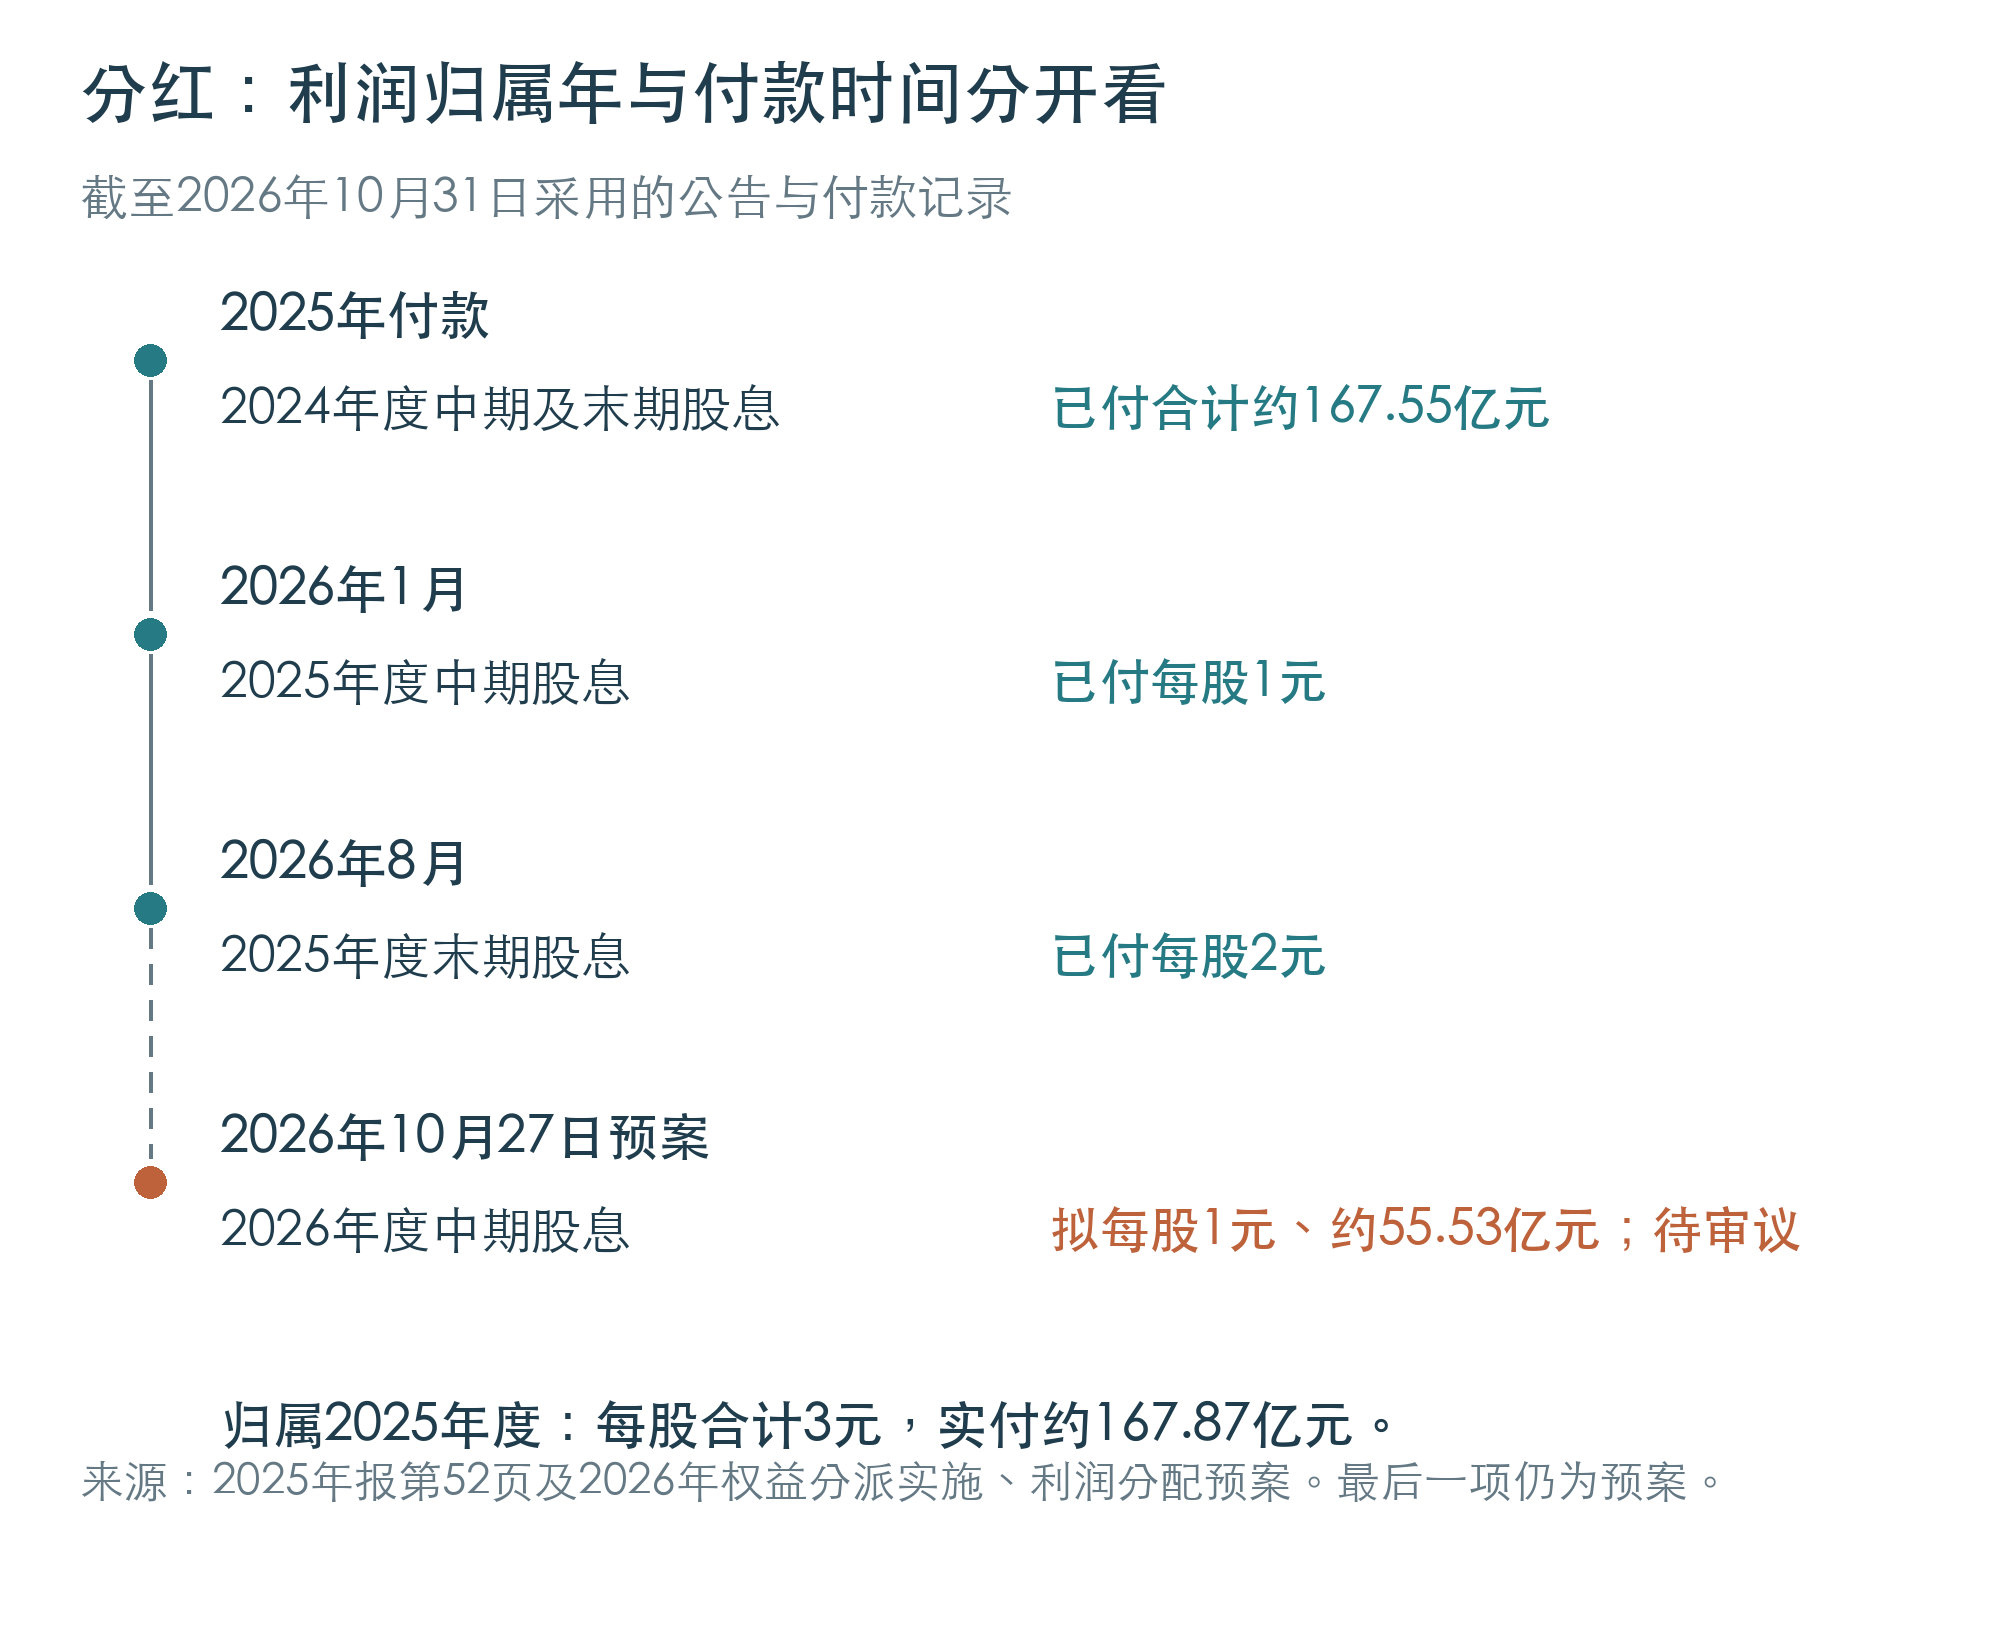 分红：利润归属年与付款时间分开看
截至2026年10月31日采用的公告与付款记录
2025年付款
2024年度中期及末期股息
已付合计约167.55亿元
2026年1月
2025年度中期股息
已付每股1元
2026年8月
2025年度末期股息
已付每股2元
2026年10月27日预案
2026年度中期股息
拟每股1元、约55.53亿元；待审议
归属2025年度：每股合计3元，实付约167.87亿元。
来源：2025年报第52页及2026年权益分派实施、利润分配预案。最后一项仍为预案。